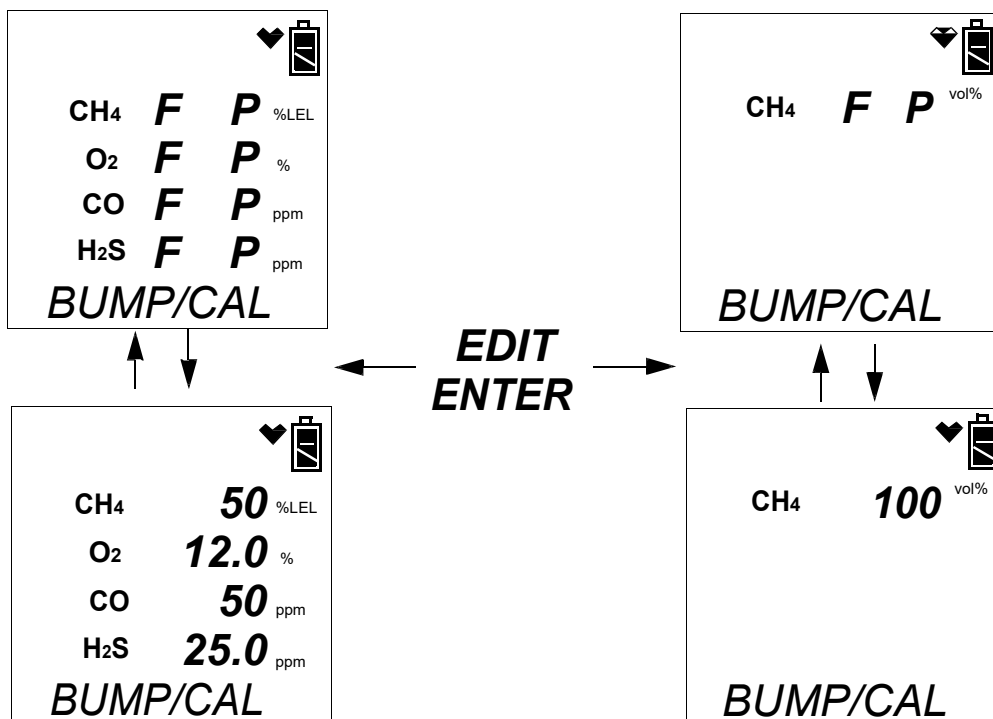 CH4 F P %LEL
O2 F P %
CO F P ppm
H2S F P ppm
BUMP/CAL
CH4 F P vol%
BUMP/CAL
EDIT
ENTER
CH4 50 %LEL
O2 12.0 %
CO 50 ppm
H2S 25.0 ppm
BUMP/CAL
CH4 100 vol%
BUMP/CAL